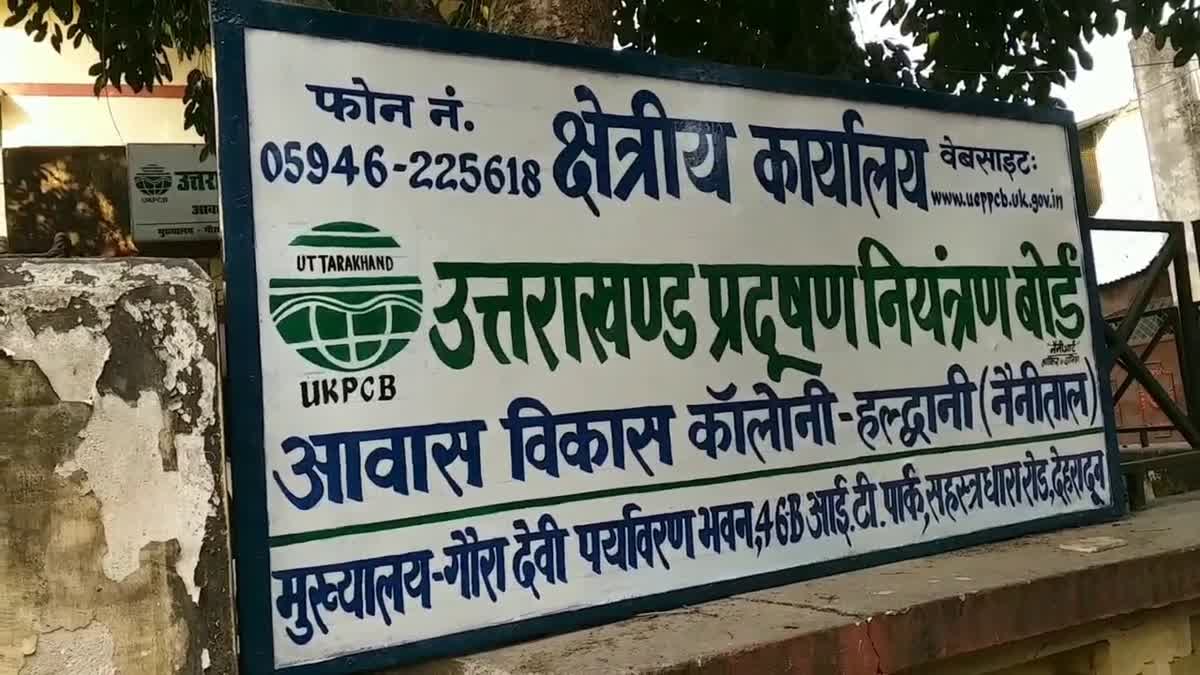 फोन नं.
05946-225618
क्षेत्रीय कार्यालय
वेबसाइटः
www.ueppcb.uk.gov.in
UTTARAKHAND
UKPCB
उत्तराखण्ड प्रदूषण नियंत्रण बोर्ड
आवास विकास कॉलोनी-हल्द्वानी (नैनीताल)
मुख्यालय-गौरा देवी पर्यावरण भवन,46B आई.टी. पार्क,सहस्त्रधारा रोड,देहरादून
UKPCB